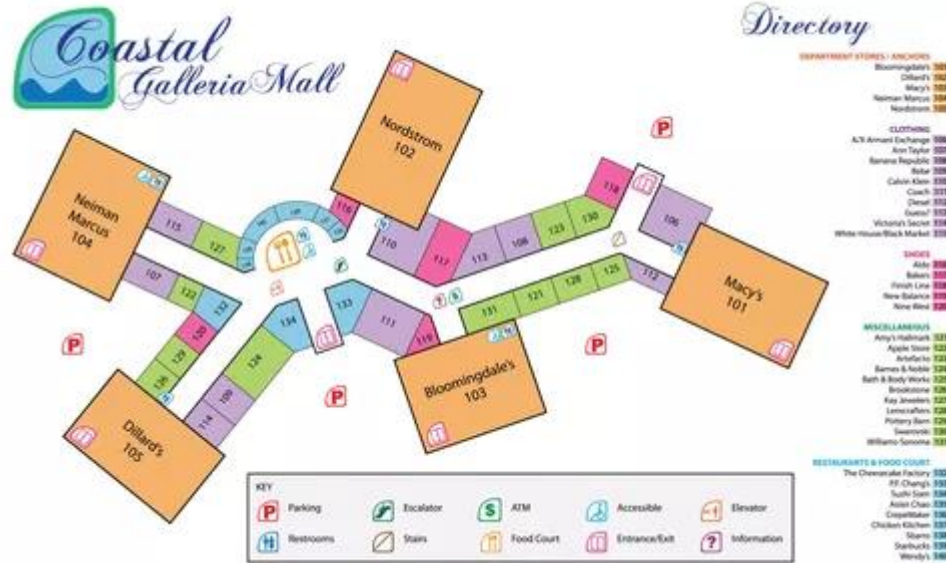 Coastal
Galleria Mall
Directory
DEPARTMENT STORES / ANCHORS
Bloomingdale's
Dillard's
Macy's
Neiman Marcus
Nordstrom
CLOTHING
A/X Armani Exchange
Ann Taylor
Banana Republic
Bebe
Calvin Klein
Coach
Diesel
Guess?
Victoria's Secret
White House/Black Market
SHOES
Aldo
Bakers
Finish Line
New Balance
Nine West
MISCELLANEOUS
Amy's Hallmark
Apple Store
Artefacts
Barnes & Noble
Bath & Body Works
Brookstone
Kay Jewelers
Lenscrafters
Pottery Barn
Swarovski
Williams-Sonoma
RESTAURANTS & FOOD COURT
The Cheesecake Factory
P.F. Chang's
Sushi Siam
Asian Chao
CrepeMaker
Chicken Kitchen
Sbarro
Starbucks
Wendy's
Nordstrom
102
Neiman
Marcus
104
115
127
116
110
117
113
108
123
130
118
106
Macy's
101
107
122
132
120
129
126
134
124
109
114
133
111
119
131
121
128
125
112
Bloomingdale's
103
Dillard's
105
P
P
P
P
KEY
P Parking
Escalator
$ ATM
Accessible
Elevator
Restrooms
Stairs
Food Court
Entrance/Exit
? Information